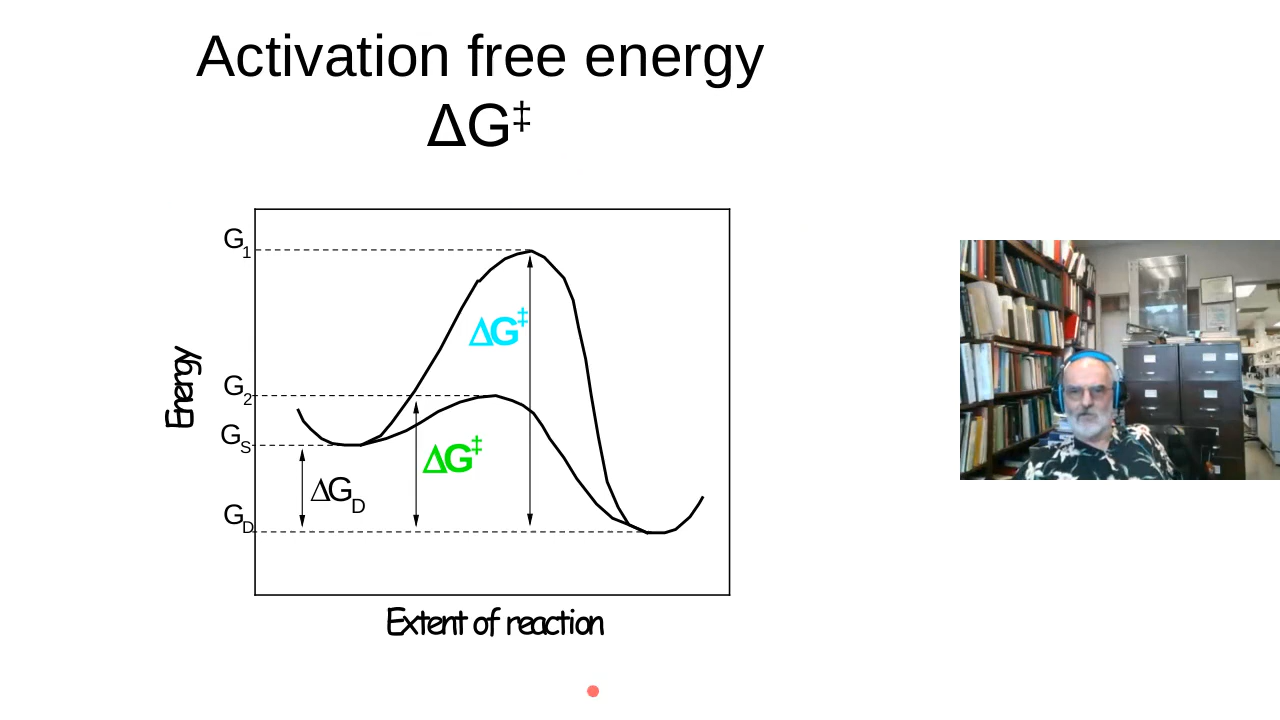 Activation free energy
ΔG‡
G1
ΔG‡
Energy
G2
GS
ΔG‡
ΔGD
GD
Extent of reaction